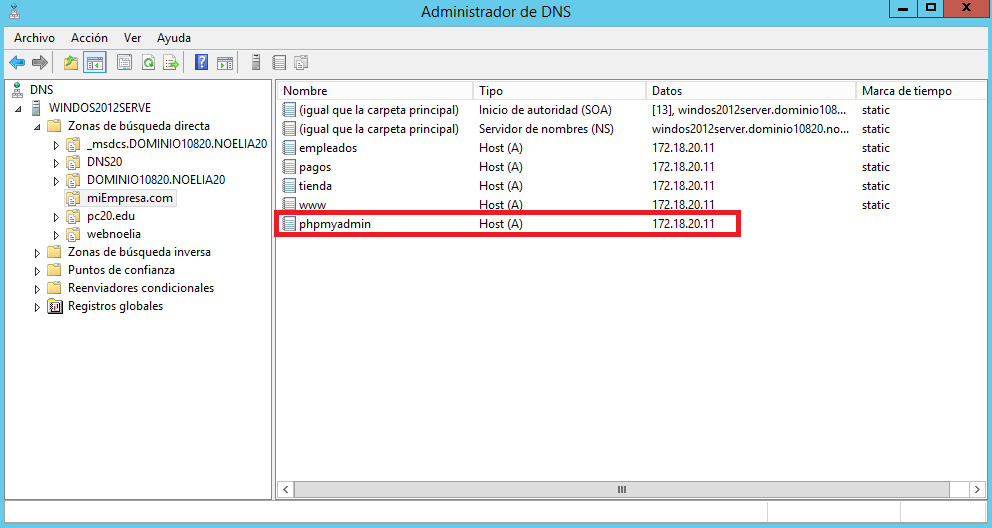 Administrador de DNS
Archivo Acción Ver Ayuda
DNS
WINDOS2012SERVE
Zonas de búsqueda directa
_msdcs.DOMINIO10820.NOELIA20
DNS20
DOMINIO10820.NOELIA20
miEmpresa.com
pc20.edu
webnoelia
Zonas de búsqueda inversa
Puntos de confianza
Reenviadores condicionales
Registros globales
Nombre Tipo Datos Marca de tiempo
(igual que la carpeta principal) Inicio de autoridad (SOA) [13], windos2012server.dominio108... static
(igual que la carpeta principal) Servidor de nombres (NS) windos2012server.dominio10820.no... static
empleados Host (A) 172.18.20.11 static
pagos Host (A) 172.18.20.11 static
tienda Host (A) 172.18.20.11 static
www Host (A) 172.18.20.11 static
phpmyadmin Host (A) 172.18.20.11